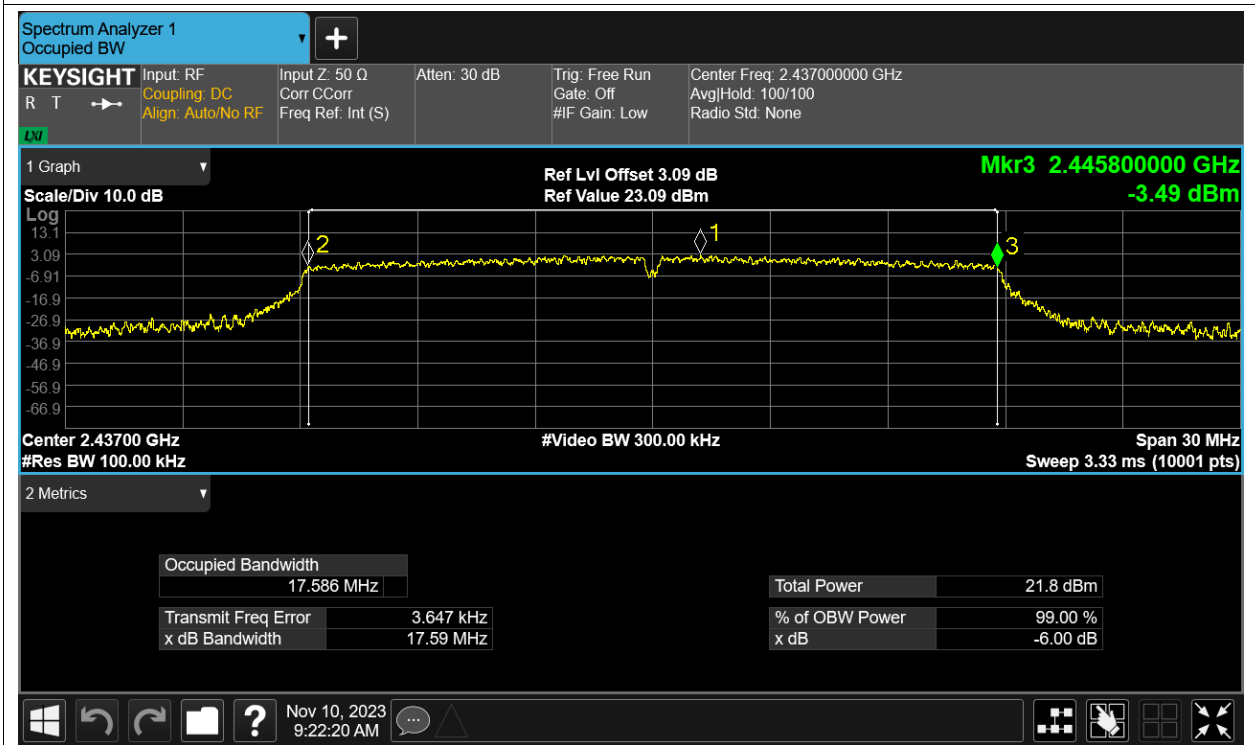 Spectrum Analyzer 1
Occupied BW
KEYSIGHT
R T
LXI
Input: RF
Coupling: DC
Align: Auto/No RF
Input Z: 50 Ω
Corr CCorr
Freq Ref: Int (S)
Atten: 30 dB
Trig: Free Run
Gate: Off
#IF Gain: Low
Center Freq: 2.437000000 GHz
Avg|Hold: 100/100
Radio Std: None
1 Graph
Scale/Div 10.0 dB
Ref Lvl Offset 3.09 dB
Ref Value 23.09 dBm
Mkr3 2.445800000 GHz
-3.49 dBm
Log
13.1
3.09
-6.91
-16.9
-26.9
-36.9
-46.9
-56.9
-66.9
2
1
3
Center 2.43700 GHz
#Video BW 300.00 kHz
Span 30 MHz
#Res BW 100.00 kHz
Sweep 3.33 ms (10001 pts)
2 Metrics
Occupied Bandwidth
17.586 MHz
Transmit Freq Error 3.647 kHz
x dB Bandwidth 17.59 MHz
Total Power 21.8 dBm
% of OBW Power 99.00 %
x dB -6.00 dB
?
Nov 10, 2023
9:22:20 AM